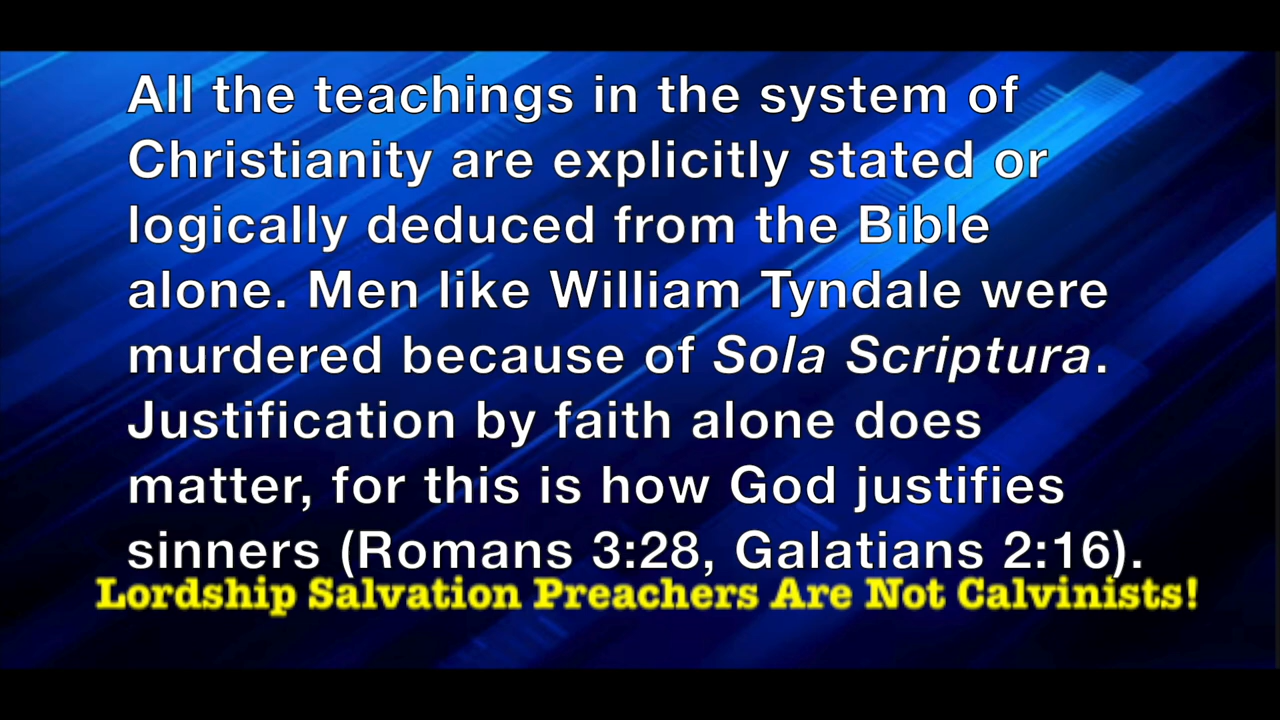 All the teachings in the system of
Christianity are explicitly stated or
logically deduced from the Bible
alone. Men like William Tyndale were
murdered because of Sola Scriptura.
Justification by faith alone does
matter, for this is how God justifies
sinners (Romans 3:28, Galatians 2:16).
Lordship Salvation Preachers Are Not Calvinists!